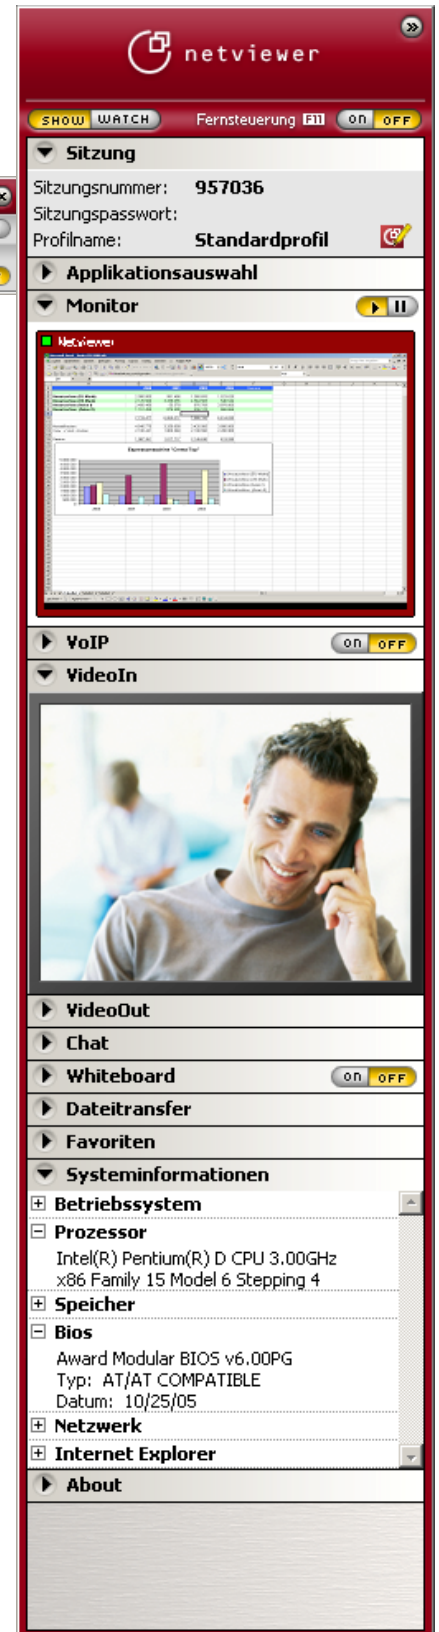 netviewer
SHOW WATCH Fernsteuerung F11 On OFF
Sitzung
Sitzungsnummer: 957036
Sitzungspasswort:
Profilname: Standardprofil
Applikationsauswahl
Monitor
Netviewer
VoIP On OFF
VideoIn
VideoOut
Chat
Whiteboard On OFF
Dateitransfer
Favoriten
Systeminformationen
Betriebssystem
Prozessor
Intel(R) Pentium(R) D CPU 3.00GHz
x86 Family 15 Model 6 Stepping 4
Speicher
Bios
Award Modular BIOS v6.00PG
Typ: AT/AT COMPATIBLE
Datum: 10/25/05
Netzwerk
Internet Explorer
About